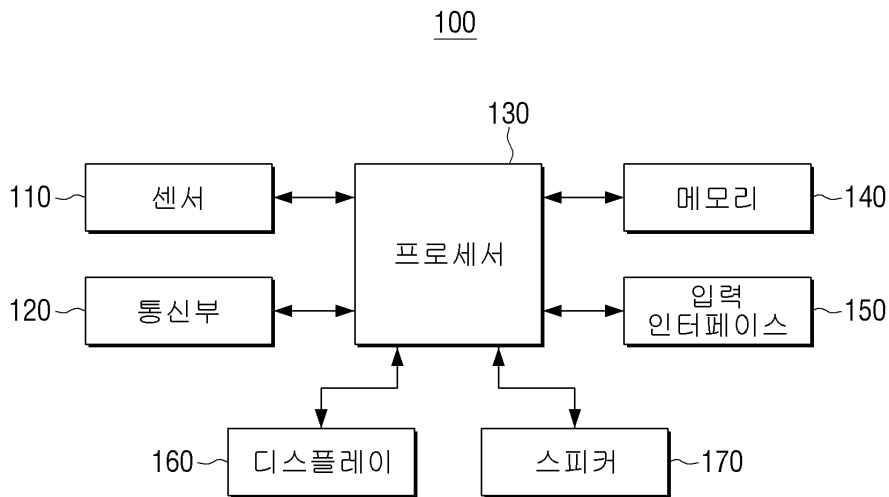 100
130
110
센서
프로세서
메모리
140
120
통신부
입력
인터페이스
150
160
디스플레이
스피커
170